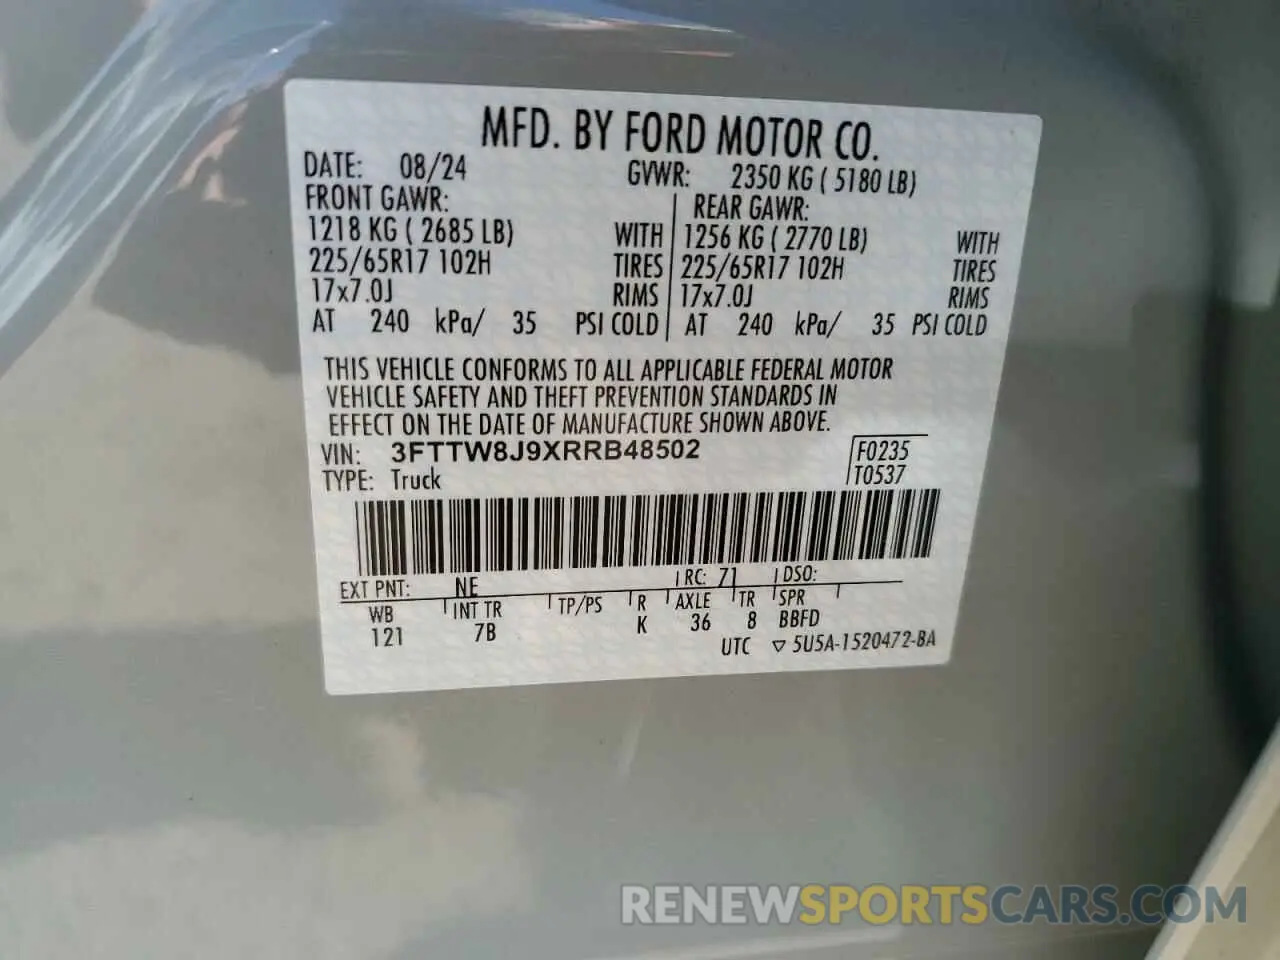 MFD. BY FORD MOTOR CO.
DATE: 08/24 GVWR: 2350 KG ( 5180 LB)
FRONT GAWR: REAR GAWR:
1218 KG ( 2685 LB) WITH 1256 KG ( 2770 LB) WITH
225/65R17 102H TIRES 225/65R17 102H TIRES
17x7.0J RIMS 17x7.0J RIMS
AT 240 kPa/ 35 PSI COLD AT 240 kPa/ 35 PSI COLD
THIS VEHICLE CONFORMS TO ALL APPLICABLE FEDERAL MOTOR
VEHICLE SAFETY AND THEFT PREVENTION STANDARDS IN
EFFECT ON THE DATE OF MANUFACTURE SHOWN ABOVE.
VIN: 3FTTW8J9XRRB48502 F0235
TYPE: Truck T0537
EXT PNT: NE RC: 71 DSO:
WB INT TR TP/PS R AXLE TR SPR
121 7B K 36 8 BBFD
UTC ▽ 5U5A-1520472-BA
RENEWSPORTSCARS.COM